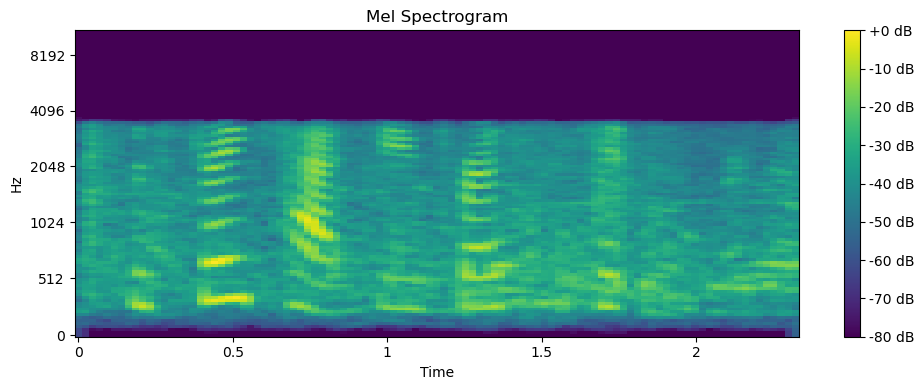 Mel Spectrogram
8192
4096
2048
1024
512
0
Hz
0
0.5
1
1.5
2
Time
+0 dB
-10 dB
-20 dB
-30 dB
-40 dB
-50 dB
-60 dB
-70 dB
-80 dB